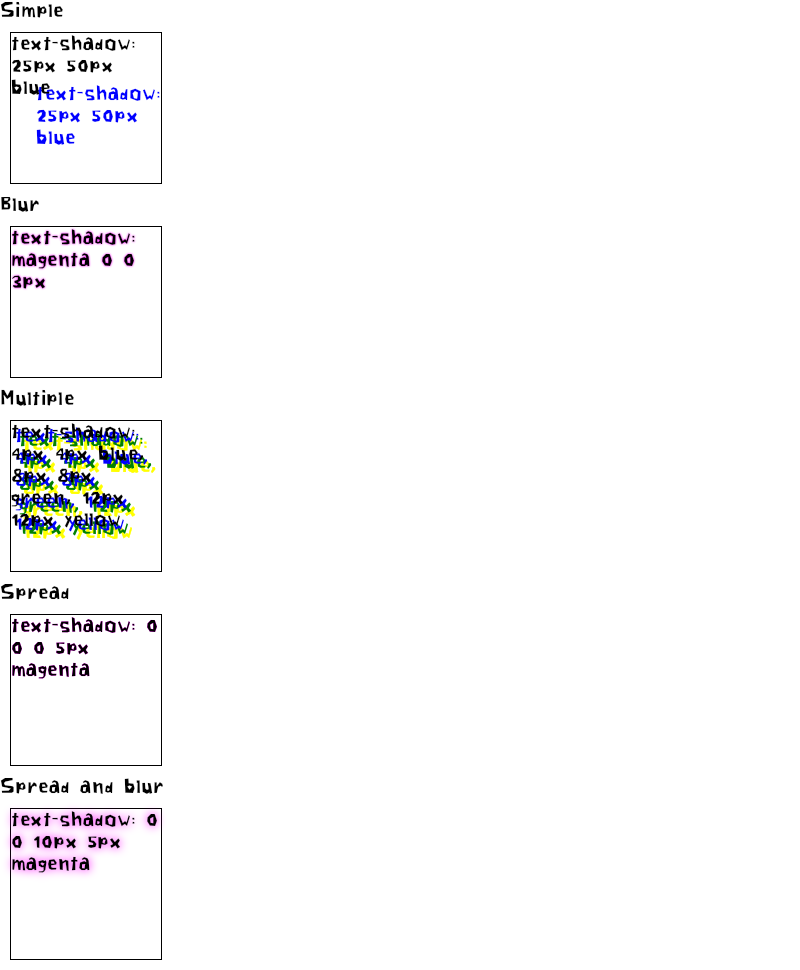 Simple
text-shadow:
25px 50px
blue
text-shadow:
25px 50px
blue
Blur
text-shadow:
magenta 0 0
3px
Multiple
text-shadow:
4px 4px blue,
8px 8px
green, 12px
12px yellow
Spread
text-shadow: 0
0 0 5px
magenta
Spread and blur
text-shadow: 0
0 10px 5px
magenta